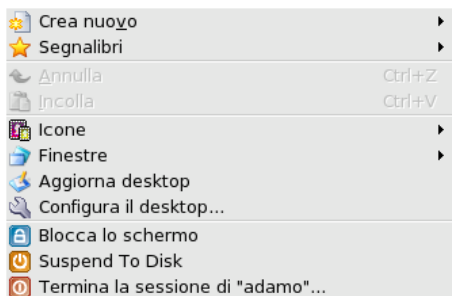 Crea nuovo
Segnalibri
Annulla Ctrl+Z
Incolla Ctrl+V
Icone
Finestre
Aggiorna desktop
Configura il desktop...
Blocca lo schermo
Suspend To Disk
Termina la sessione di "adamo"...